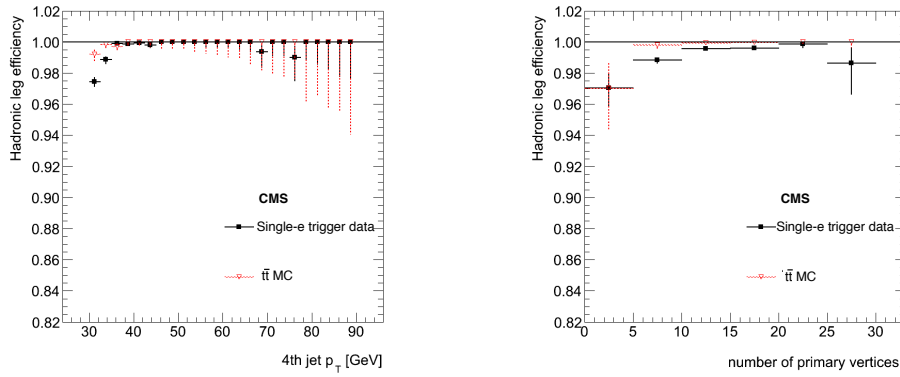 Hadronic leg efficiency
1.02
1.00
0.98
0.96
0.94
0.92
0.90
0.88
0.86
0.84
0.82
CMS
Single-e trigger data
tt̄ MC
30 40 50 60 70 80 90
4th jet p_T [GeV]
Hadronic leg efficiency
1.02
1.00
0.98
0.96
0.94
0.92
0.90
0.88
0.86
0.84
0.82
CMS
Single-e trigger data
tt̄ MC
0 5 10 15 20 25 30
number of primary vertices